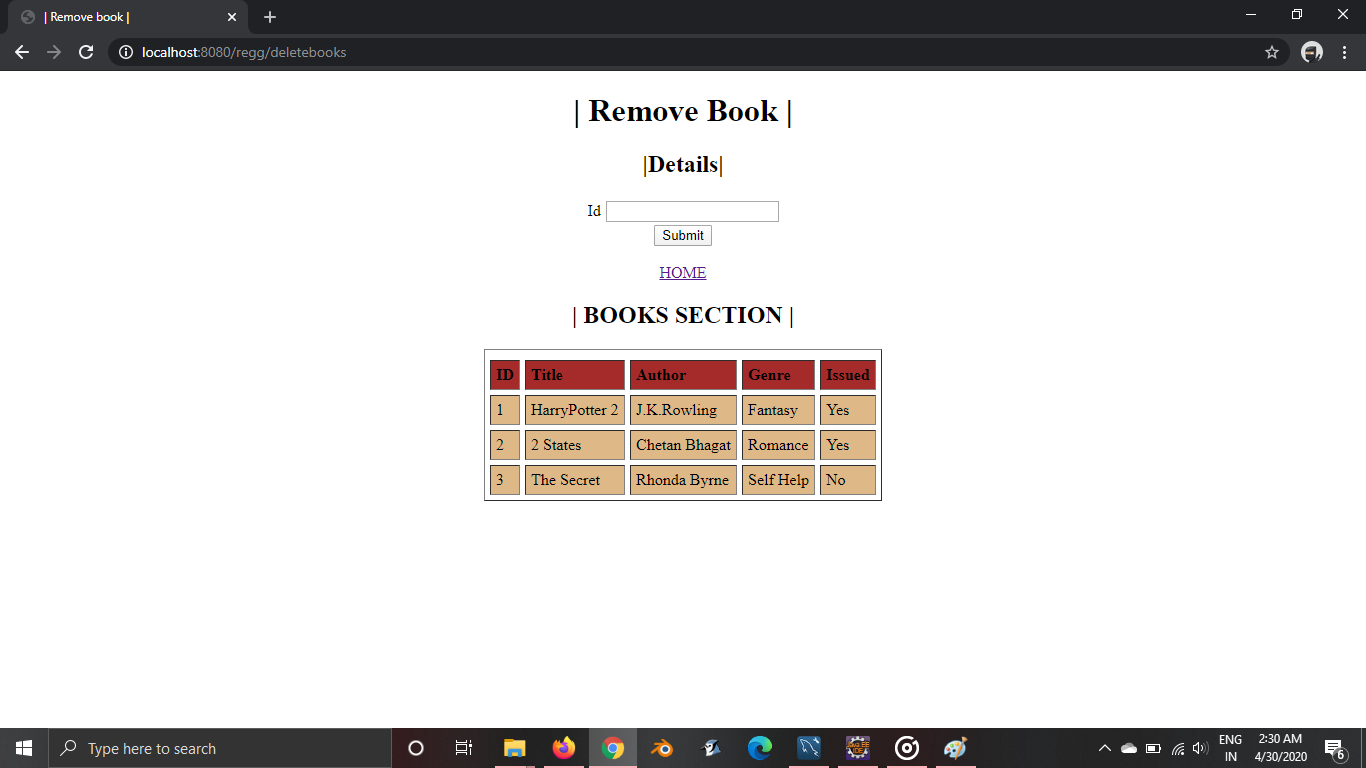 | Remove book |
localhost:8080/regg/deletebooks
| Remove Book |
|Details|
Id
Submit
HOME
| BOOKS SECTION |
ID Title Author Genre Issued
1 HarryPotter 2 J.K.Rowling Fantasy Yes
2 2 States Chetan Bhagat Romance Yes
3 The Secret Rhonda Byrne Self Help No
Type here to search
ENG 2:30 AM
IN 4/30/2020 6